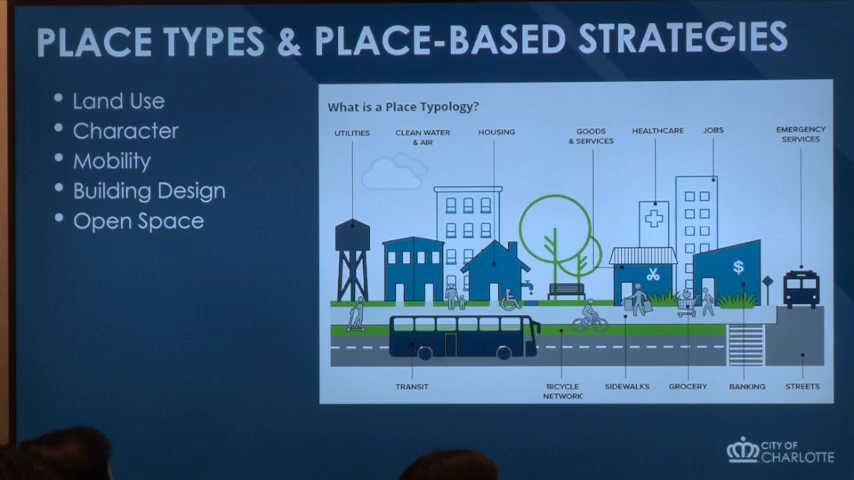 PLACE TYPES & PLACE-BASED STRATEGIES
• Land Use
• Character
• Mobility
• Building Design
• Open Space
What is a Place Typology?
UTILITIES
CLEAN WATER
& AIR
HOUSING
GOODS
& SERVICES
HEALTHCARE
JOBS
EMERGENCY
SERVICES
$
TRANSIT
BICYCLE
NETWORK
SIDEWALKS
GROCERY
BANKING
STREETS
CITY OF
CHARLOTTE